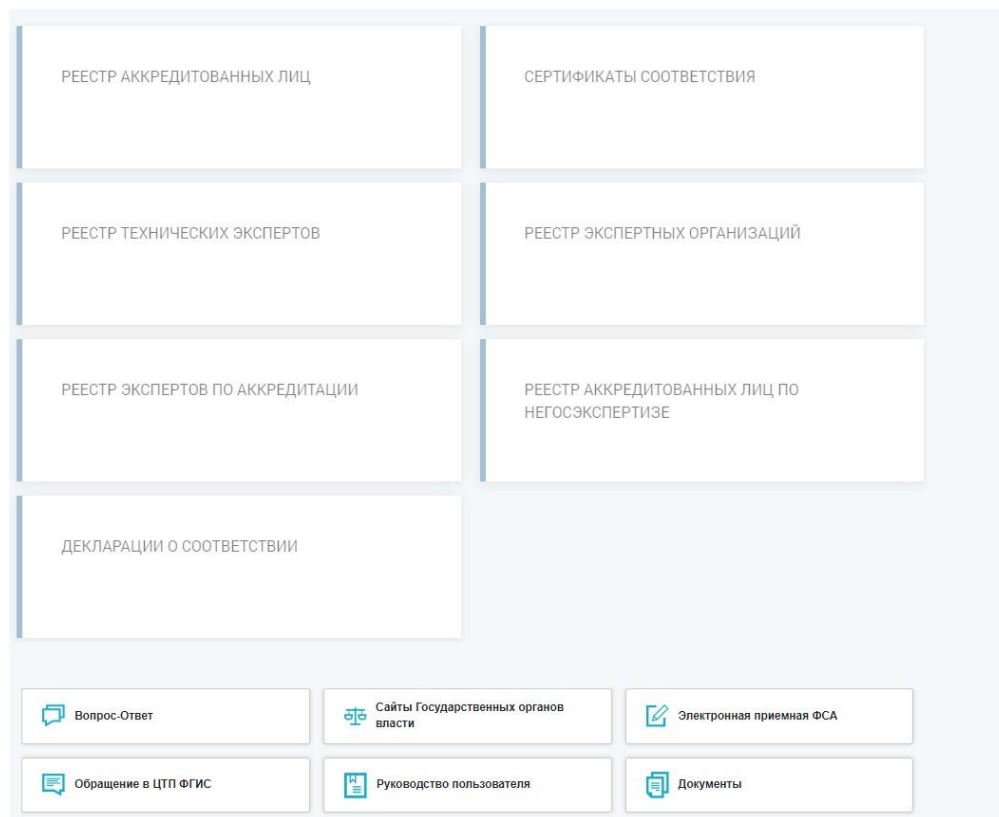 РЕЕСТР АККРЕДИТОВАННЫХ ЛИЦ
СЕРТИФИКАТЫ СООТВЕТСТВИЯ
РЕЕСТР ТЕХНИЧЕСКИХ ЭКСПЕРТОВ
РЕЕСТР ЭКСПЕРТНЫХ ОРГАНИЗАЦИЙ
РЕЕСТР ЭКСПЕРТОВ ПО АККРЕДИТАЦИИ
РЕЕСТР АККРЕДИТОВАННЫХ ЛИЦ ПО
НЕГОСЭКСПЕРТИЗЕ
ДЕКЛАРАЦИИ О СООТВЕТСТВИИ
Вопрос-Ответ
Сайты Государственных органов
власти
Электронная приемная ФСА
Обращение в ЦТП ФГИС
Руководство пользователя
Документы